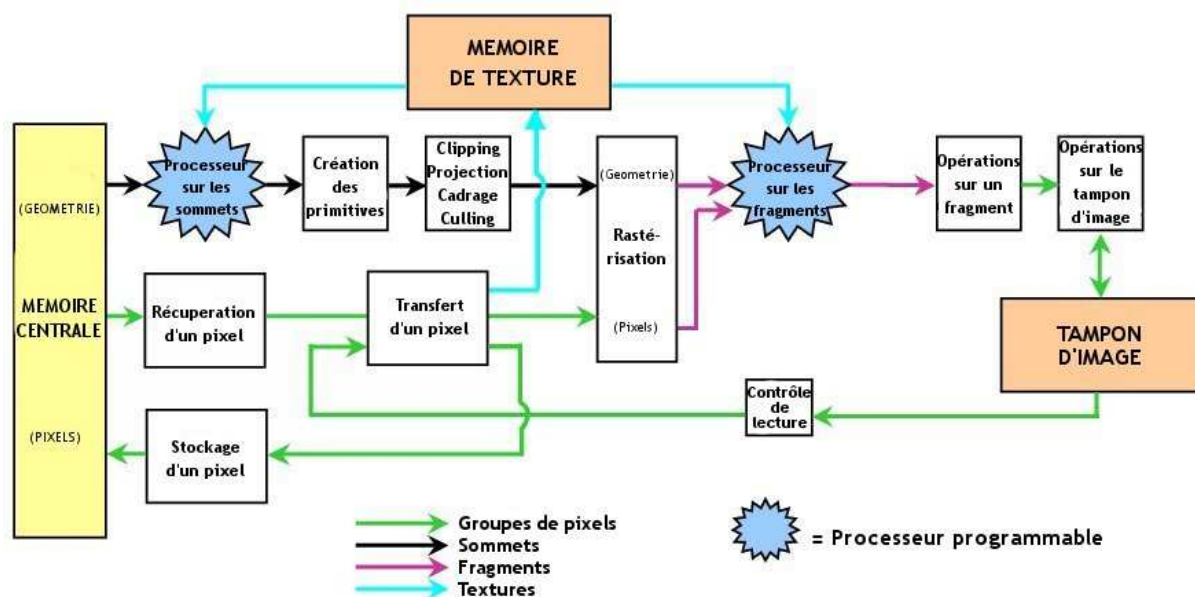 MEMOIRE
DE TEXTURE
(GEOMETRIE)
MEMOIRE
CENTRALE
(PIXELS)
Processeur
sur les
sommets
Création
des
primitives
Clipping
Projection
Cadrage
Culling
(Geometrie)
Rasté-
risation
(Pixels)
Processeur
sur les
fragments
Opérations
sur un
fragment
Opérations
sur le
tampon
d'image
Récuperation
d'un pixel
Transfert
d'un pixel
TAMPON
D'IMAGE
Contrôle
de
lecture
Stockage
d'un pixel
Groupes de pixels
Sommets
Fragments
Textures
= Processeur programmable